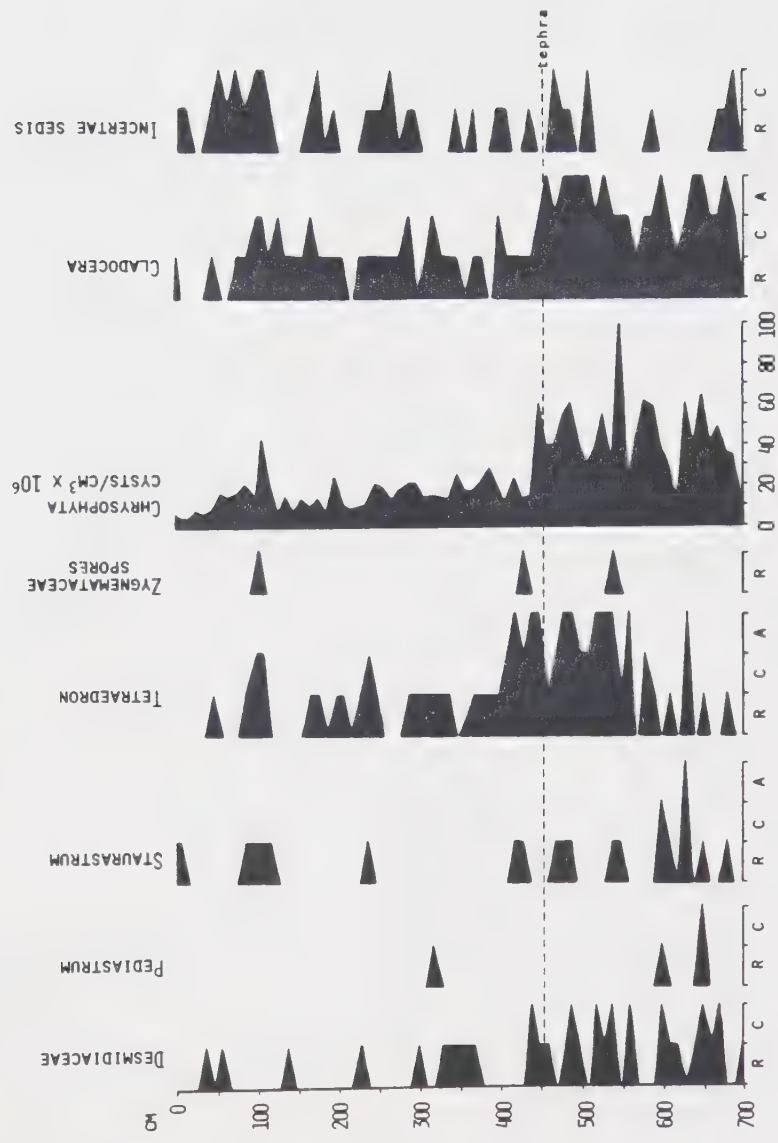 CM
DESMIDIACEAE
PEDIASTRUM
STAURASTRUM
TETRAEDRON
ZYGNEMATACEAE
SPORES
CHRYSOPHYTA
CYSTS/CM³ x 10⁶
CLADOCERA
INCERTAE SEDIS
0
100
200
300
400
500
600
700
tephra
R C
R C
R C A
R C A
R
0 20 40 60 80 100
R C A
R C